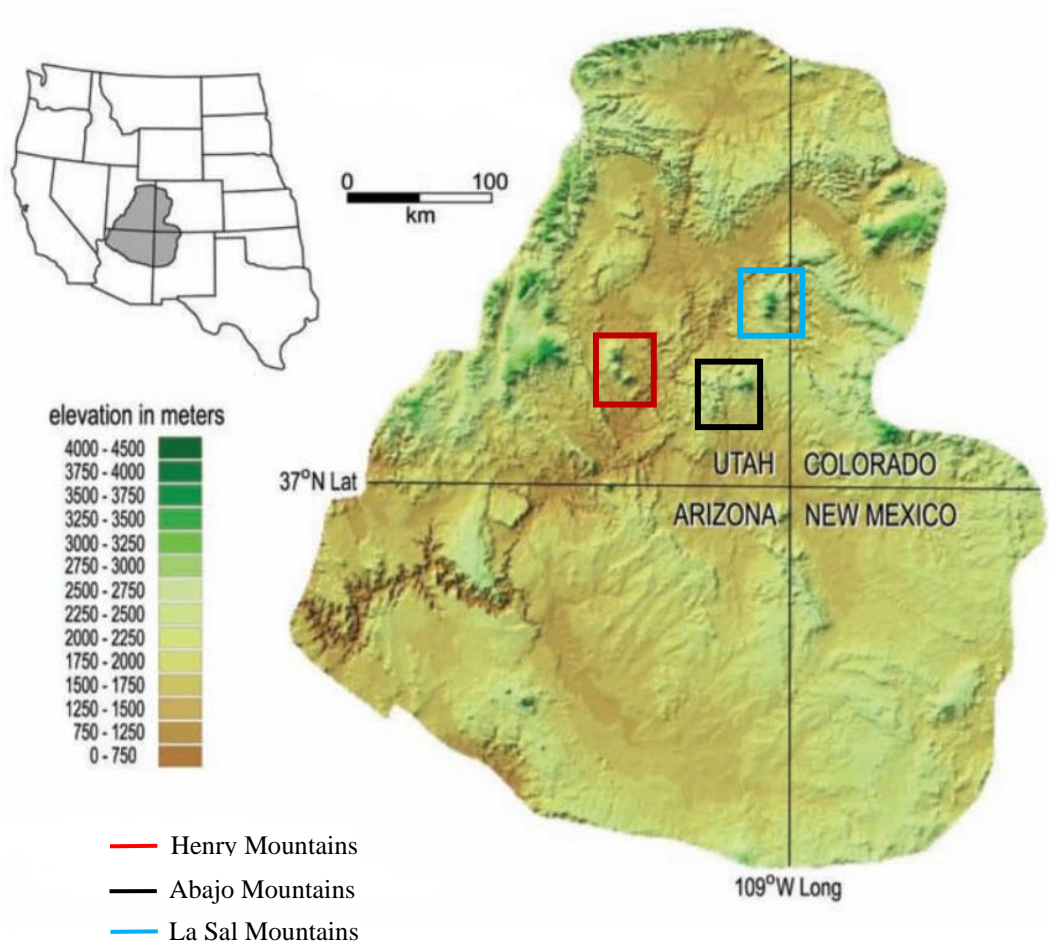 0 100
km
elevation in meters
4000 - 4500
3750 - 4000
3500 - 3750
3250 - 3500
3000 - 3250
2750 - 3000
2500 - 2750
2250 - 2500
2000 - 2250
1750 - 2000
1500 - 1750
1250 - 1500
750 - 1250
0 - 750
37°N Lat
UTAH COLORADO
ARIZONA NEW MEXICO
109°W Long
Henry Mountains
Abajo Mountains
La Sal Mountains